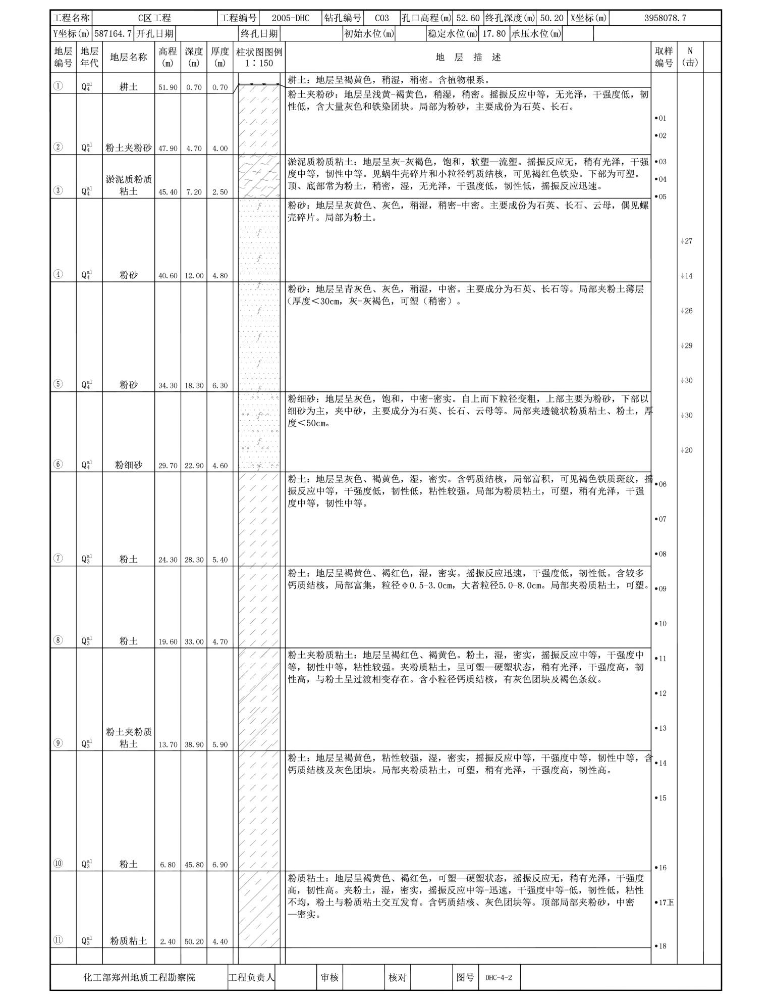 工程名称 C区工程 工程编号 2005-DHC 钻孔编号 C03 孔口高程(m) 52.60 终孔深度(m) 50.20 X坐标(m) 3958078.7
Y坐标(m) 587164.7 开孔日期 终孔日期 初始水位(m) 稳定水位(m) 17.80 承压水位(m)
地层编号 地层年代 地层名称 高程(m) 深度(m) 厚度(m) 柱状图图例 1：150 地 层 描 述 取样编号 N(击)
耕土：地层呈褐黄色，稍湿，稍密。含植物根系。
① Q4ml 耕土 51.90 0.70 0.70
粉土夹粉砂：地层呈浅黄-褐黄色，稍湿，稍密。摇振反应中等，无光泽，干强度低，韧
性低，含大量灰色和铁染团块。局部为粉砂，主要成份为石英、长石。
●01
●02
② Q4al 粉土夹粉砂 47.90 4.70 4.00
淤泥质粉质粘土：地层呈灰-灰褐色，饱和，软塑—流塑。摇振反应无，稍有光泽，干强 ●03
度中等，韧性中等。见蜗牛壳碎片和小粒径钙质结核，可见褐红色铁染。下部为可塑。
●04
顶、底部常为粉土，稍密，湿，无光泽，干强度低，韧性低，摇振反应迅速。
③ Q4al 淤泥质粉质粘土 45.40 7.20 2.50
●05
粉砂：地层呈灰黄色、灰色，稍湿，稍密-中密。主要成份为石英、长石、云母，偶见螺
壳碎片。局部为粉土。
↓27
④ Q4al 粉砂 40.60 12.00 4.80 ↓14
粉砂：地层呈青灰色、灰色，稍湿，中密。主要成分为石英、长石等。局部夹粉土薄层
（厚度＜30cm，灰-灰褐色，可塑（稍密）。
↓26
↓29
↓30
⑤ Q4al 粉砂 34.30 18.30 6.30
粉细砂：地层呈灰色，饱和，中密-密实。自上而下粒径变粗，上部主要为粉砂，下部以
细砂为主，夹中砂，主要成分为石英、长石、云母等。局部夹透镜状粉质粘土、粉土，厚
↓30
度＜50cm。
↓20
⑥ Q4al 粉细砂 29.70 22.90 4.60
粉土：地层呈灰色、褐黄色，湿，密实。含钙质结核，局部富积，可见褐色铁质斑纹，摇
●06
振反应中等，干强度低，韧性低，粘性较强。局部为粉质粘土，可塑，稍有光泽，干强
度中等，韧性中等。
●07
●08
⑦ Q3al 粉土 24.30 28.30 5.40
粉土：地层呈褐黄色、褐红色，湿，密实。摇振反应迅速，干强度低，韧性低。含较多
钙质结核，局部富集，粒径φ0.5-3.0cm，大者粒径5.0-8.0cm。局部夹粉质粘土，可塑。
●09
●10
⑧ Q3al 粉土 19.60 33.00 4.70
粉土夹粉质粘土：地层呈褐红色、褐黄色。粉土，湿，密实，摇振反应中等，干强度中
●11
等，韧性中等，粘性较强。夹粉质粘土，呈可塑—硬塑状态，稍有光泽，干强度高，韧
性高，与粉土呈过渡相变存在。含小粒径钙质结核，有灰色团块及褐色条纹。
●12
●13
⑨ Q3al 粉土夹粉质粘土 13.70 38.90 5.90
粉土：地层呈褐黄色，粘性较强，湿，密实，摇振反应中等，干强度中等，韧性中等，含
●14
钙质结核及灰色团块。局部夹粉质粘土，可塑，稍有光泽，干强度高，韧性高。
●15
⑩ Q3al 粉土 6.80 45.80 6.90
●16
粉质粘土：地层呈褐黄色、褐红色，可塑—硬塑状态，摇振反应无，稍有光泽，干强度
高，韧性高。夹粉土，湿，密实，摇振反应中等-迅速，干强度中等-低，韧性低，粘性
不均，粉土与粉质粘土交互发育。含钙质结核、灰色团块等。顶部局部夹粉砂，中密
●17
—密实。
⑪ Q3al 粉质粘土 2.40 50.20 4.40
●18
化工部郑州地质工程勘察院 工程负责人 审核 核对 图号 DHC-4-2